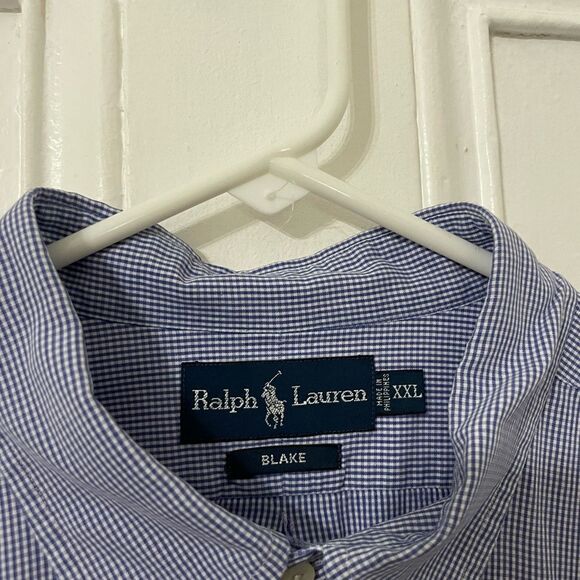 Ralph Lauren
MADE IN
PHILIPPINES
XXL
BLAKE